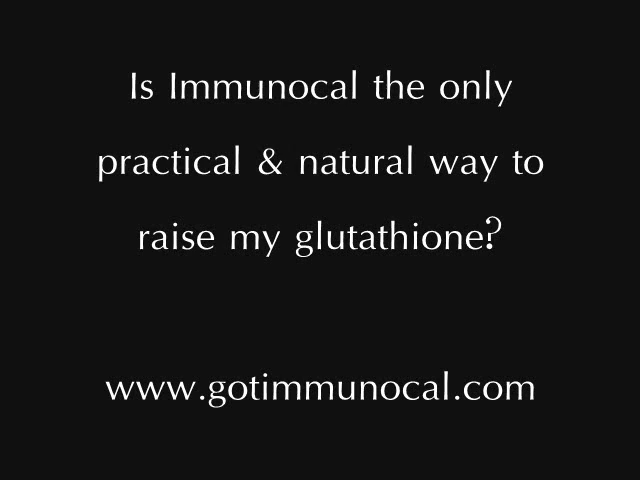 Is Immunocal the only
practical & natural way to
raise my glutathione?
www.gotimmunocal.com